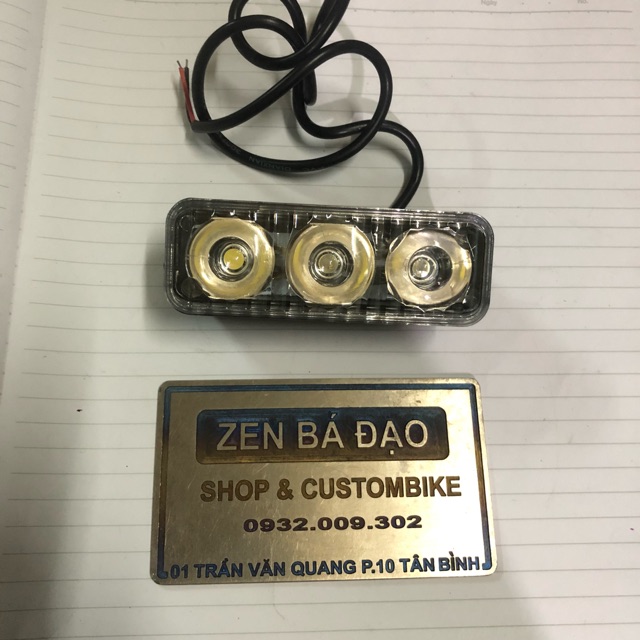 ZEN BÁ ĐẠO
SHOP & CUSTOMBIKE
0932.009.302
01 TRẦN VĂN QUANG P.10 TÂN BÌNH